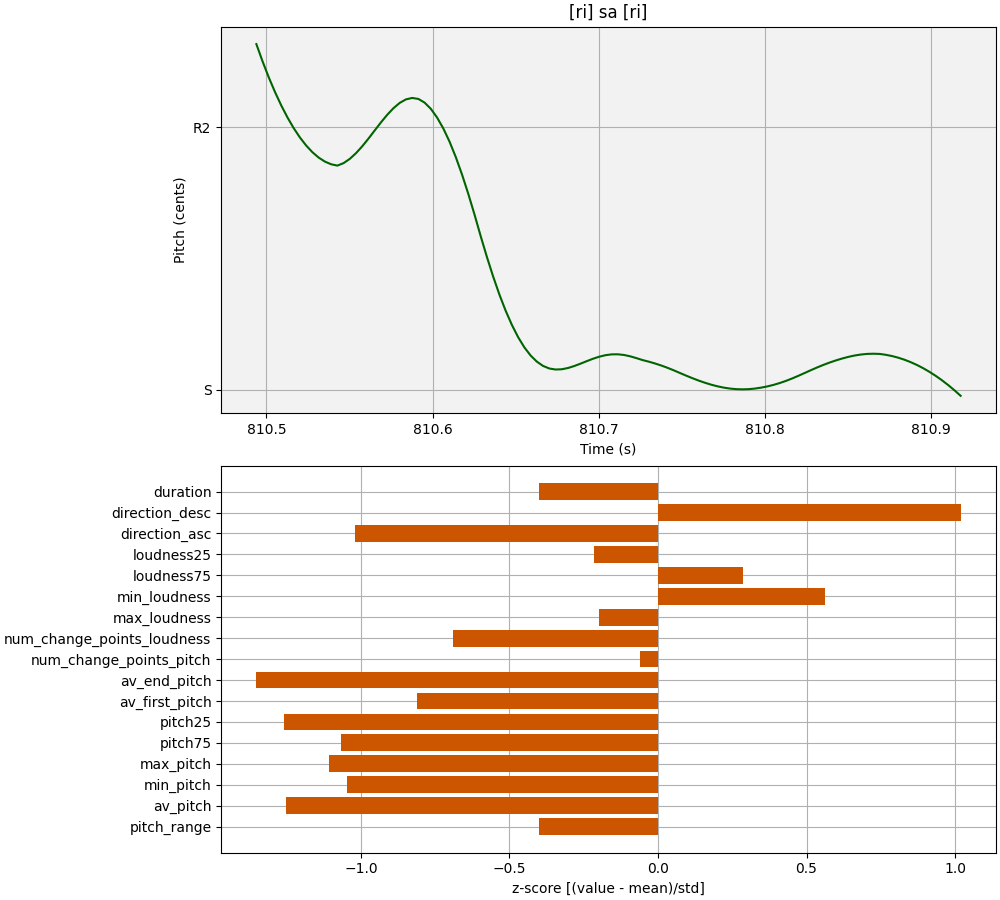 [ri] sa [ri]
R2
S
Pitch (cents)
810.5 810.6 810.7 810.8 810.9
Time (s)
duration
direction_desc
direction_asc
loudness25
loudness75
min_loudness
max_loudness
num_change_points_loudness
num_change_points_pitch
av_end_pitch
av_first_pitch
pitch25
pitch75
max_pitch
min_pitch
av_pitch
pitch_range
−1.0 −0.5 0.0 0.5 1.0
z-score [(value - mean)/std]